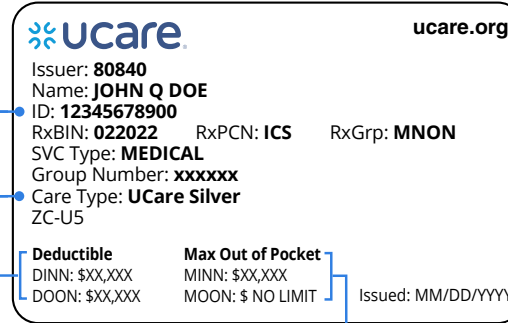 ucare
ucare.org
Issuer: 80840
Name: JOHN Q DOE
ID: 12345678900
RxBIN: 022022 RxPCN: ICS RxGrp: MNON
SVC Type: MEDICAL
Group Number: xxxxxx
Care Type: UCare Silver
ZC-U5
Deductible Max Out of Pocket
DINN: $XX,XXX MINN: $XX,XXX
DOON: $XX,XXX MOON: $ NO LIMIT Issued: MM/DD/YYYY